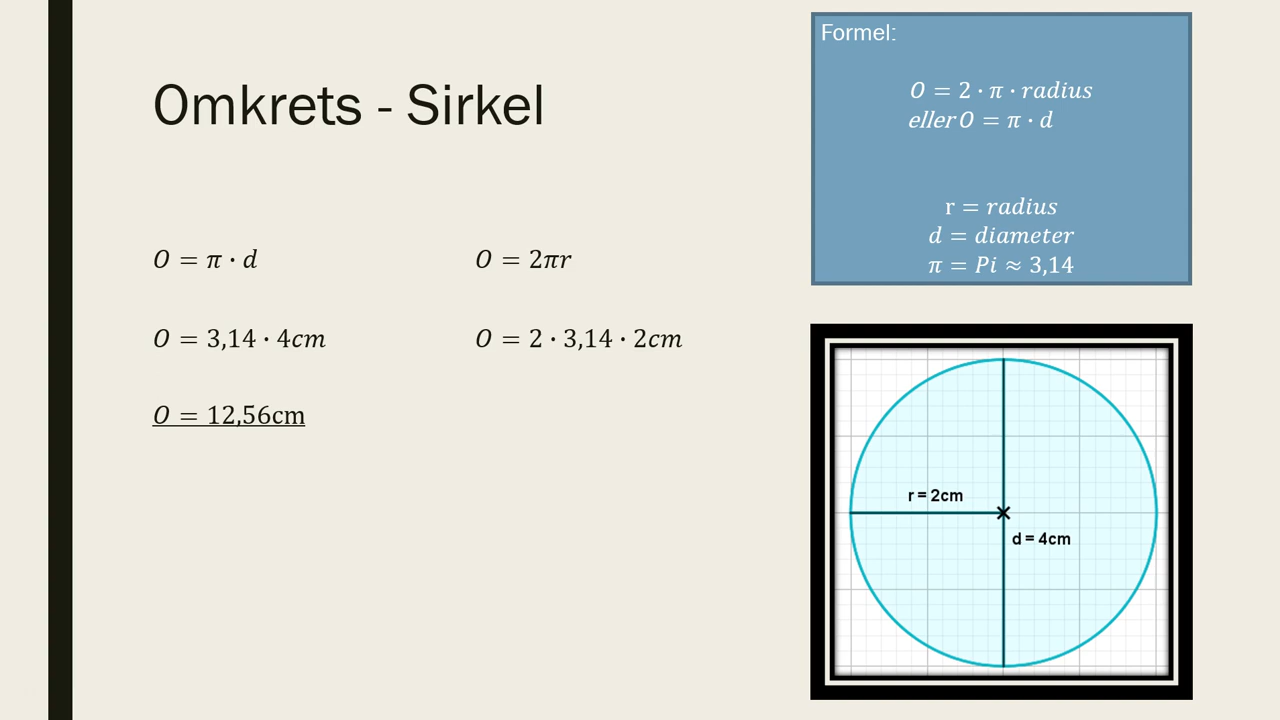 Omkrets - Sirkel
O = π · d
O = 3,14 · 4cm
O = 12,56cm
O = 2πr
O = 2 · 3,14 · 2cm
Formel:
O = 2 · π · radius
eller O = π · d
r = radius
d = diameter
π = Pi ≈ 3,14
r = 2cm
d = 4cm